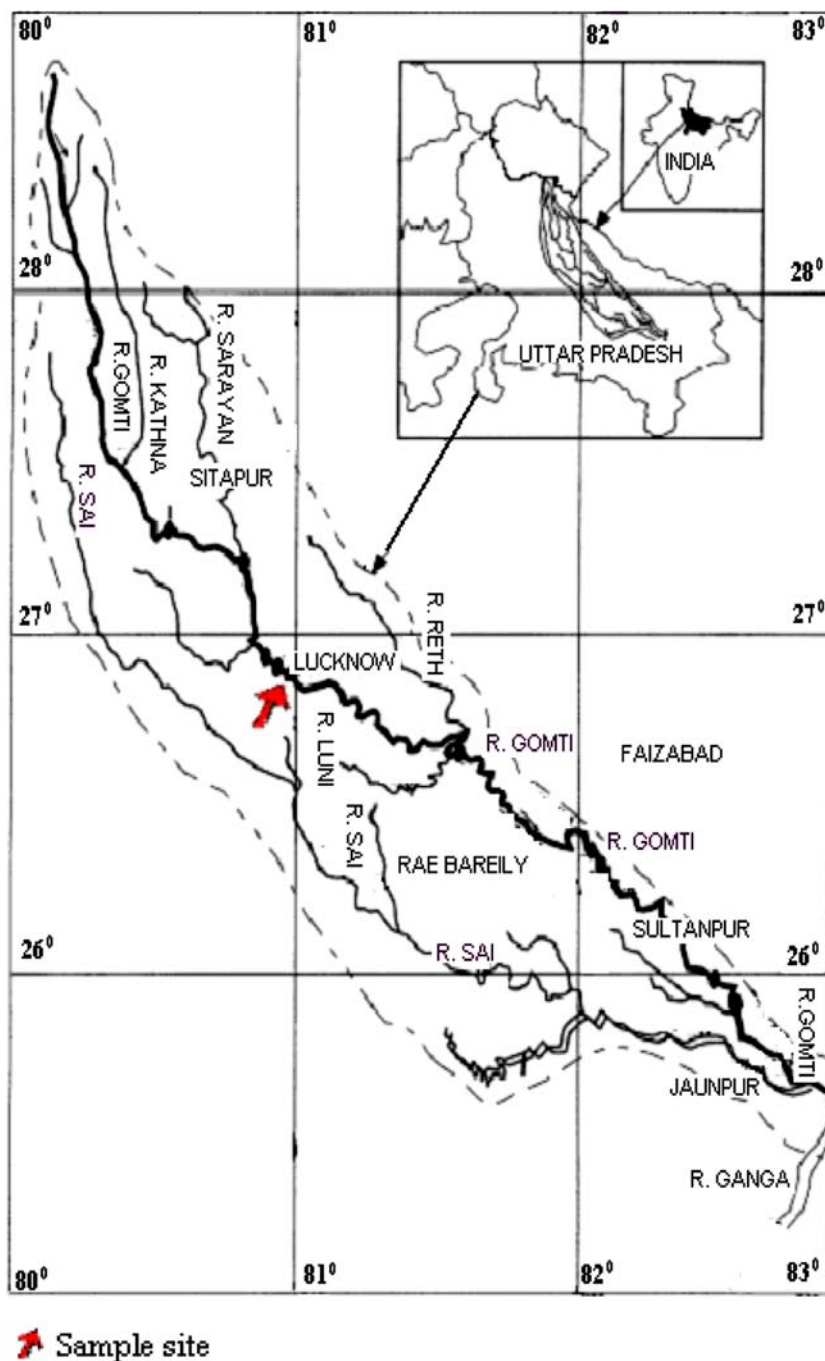 80⁰ 81⁰ 82⁰ 83⁰
INDIA
28⁰ 28⁰
UTTAR PRADESH
R.GOMTI
R. KATHNA
R. SARAYAN
SITAPUR
R. SAI
27⁰ 27⁰
R. RETH
LUCKNOW
R. LUNI
R. GOMTI
FAIZABAD
R. SAI
R. GOMTI
RAE BAREILY
SULTANPUR
R. SAI
26⁰ 26⁰
R.GOMTI
JAUNPUR
R. GANGA
80⁰ 81⁰ 82⁰ 83⁰
Sample site